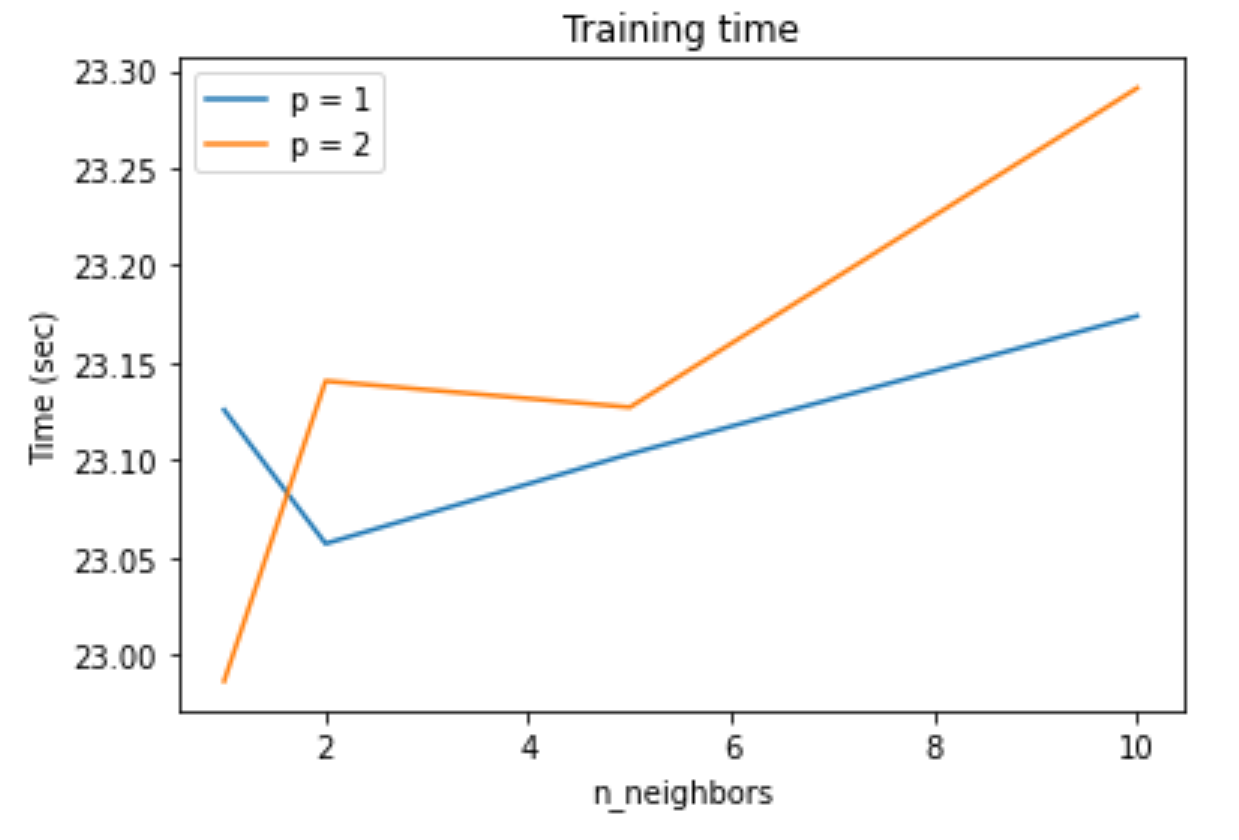 Training time
p = 1
p = 2
Time (sec)
23.30
23.25
23.20
23.15
23.10
23.05
23.00
2 4 6 8 10
n_neighbors